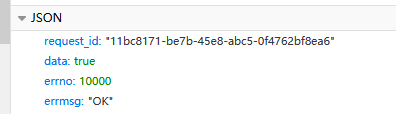 JSON
request_id: "11bc8171-be7b-45e8-abc5-0f4762bf8ea6"
data: true
errno: 10000
errmsg: "OK"